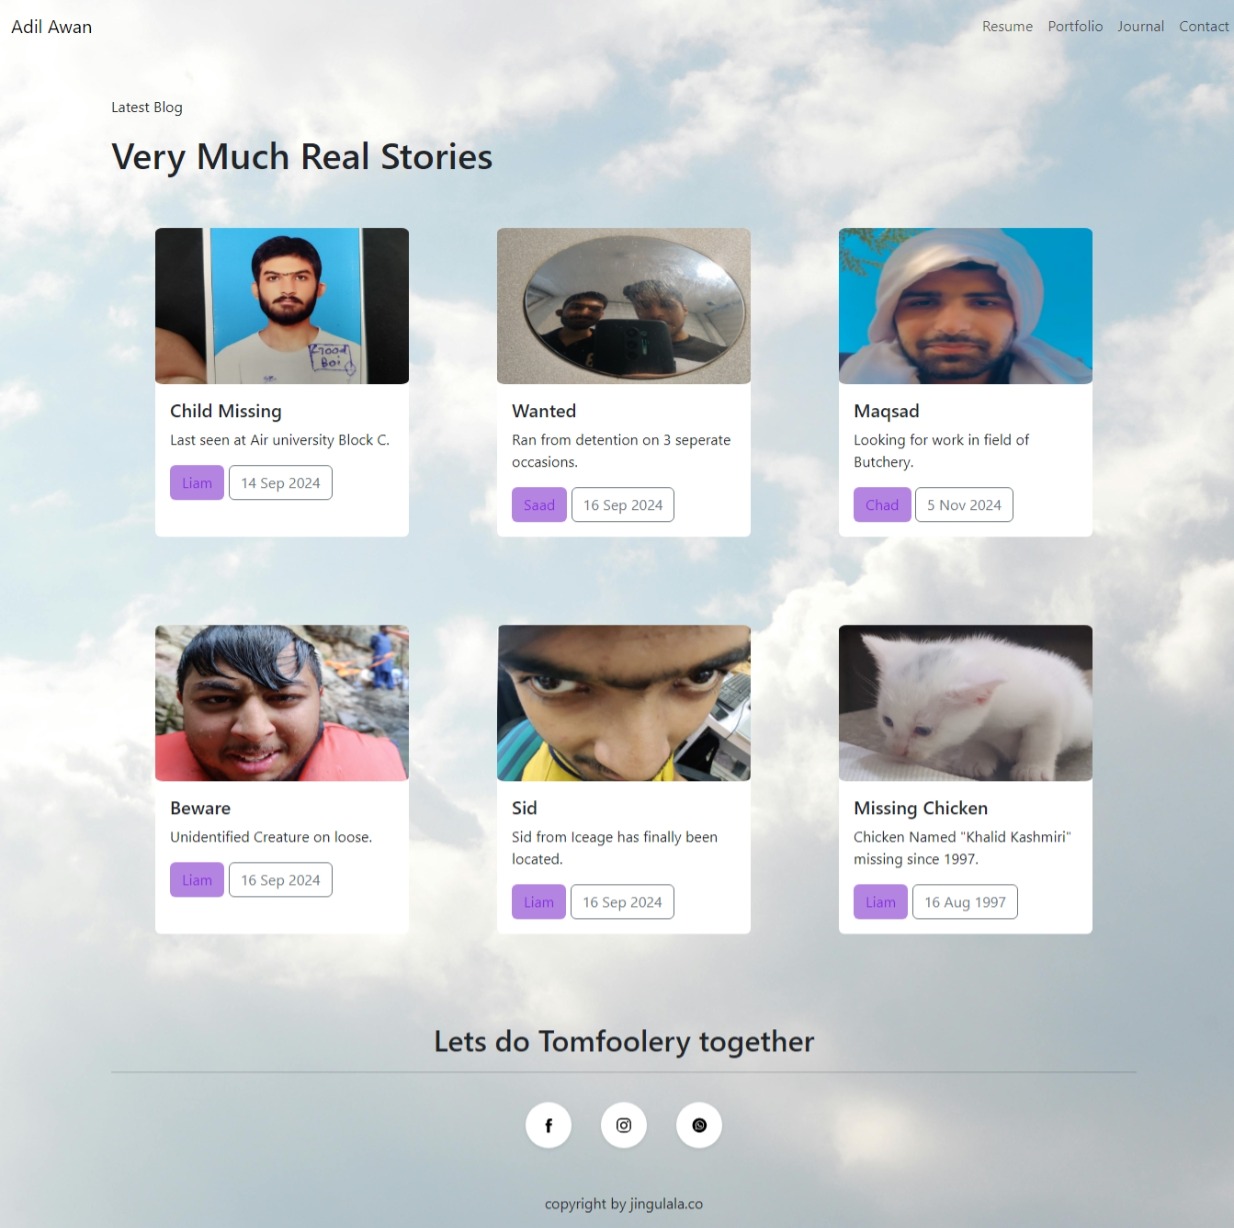 Adil Awan
Resume Portfolio Journal Contact
Latest Blog
Very Much Real Stories
Good
Boi
Child Missing
Last seen at Air university Block C.
Liam 14 Sep 2024
Wanted
Ran from detention on 3 seperate
occasions.
Saad 16 Sep 2024
Maqsad
Looking for work in field of
Butchery.
Chad 5 Nov 2024
Beware
Unidentified Creature on loose.
Liam 16 Sep 2024
Sid
Sid from Iceage has finally been
located.
Liam 16 Sep 2024
Missing Chicken
Chicken Named "Khalid Kashmiri"
missing since 1997.
Liam 16 Aug 1997
Lets do Tomfoolery together
copyright by jingulala.co